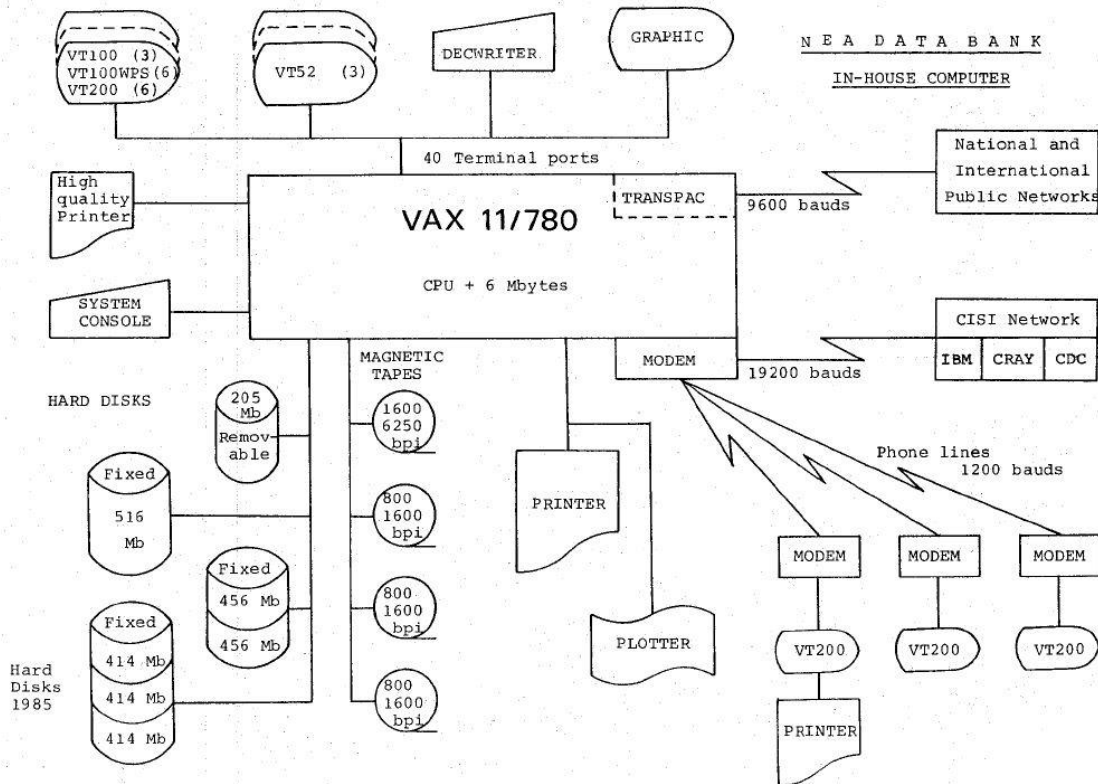 NEA DATA BANK
IN-HOUSE COMPUTER
VT100 (3)
VT100WPS (6)
VT200 (6)
VT52 (3)
DECWRITER
GRAPHIC
40 Terminal ports
High
quality
Printer
VAX 11/780
CPU + 6 Mbytes
TRANSPAC
9600 bauds
National and
International
Public Networks
SYSTEM
CONSOLE
MODEM
19200 bauds
CISI Network
IBM CRAY CDC
HARD DISKS
205
Mb
Remov-
able
Fixed
516
Mb
Fixed
456 Mb
456 Mb
Hard
Disks
1985
Fixed
414 Mb
414 Mb
414 Mb
MAGNETIC
TAPES
1600
6250
bpi
800
1600
bpi
800
1600
bpi
800
1600
bpi
PRINTER
PLOTTER
Phone lines
1200 bauds
MODEM MODEM MODEM
VT200 VT200 VT200
PRINTER